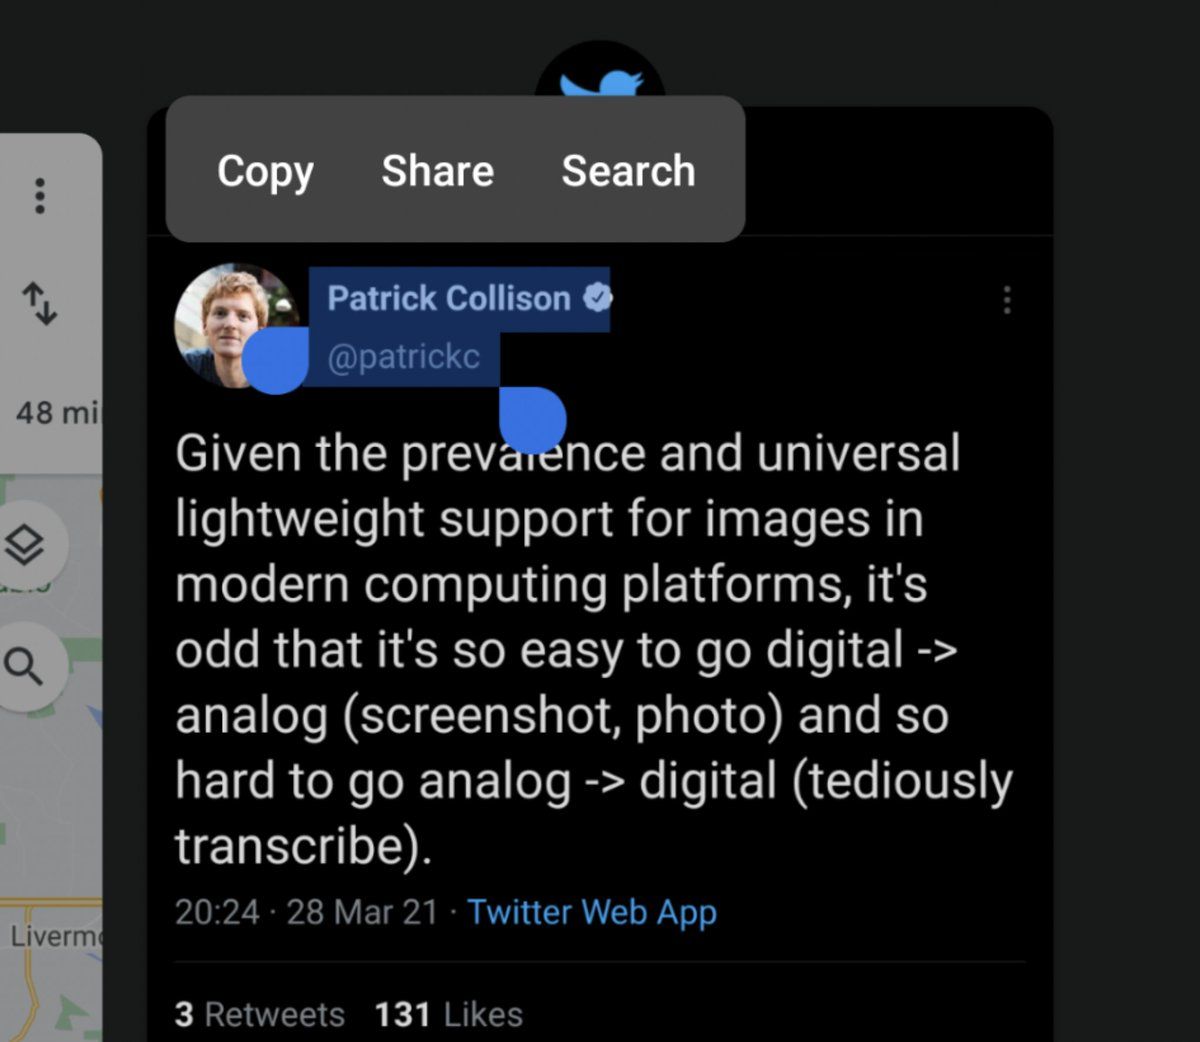 Copy Share Search
Patrick Collison
@patrickc
48 mi
Given the prevalence and universal
lightweight support for images in
modern computing platforms, it's
odd that it's so easy to go digital ->
analog (screenshot, photo) and so
hard to go analog -> digital (tediously
transcribe).
20:24 · 28 Mar 21 · Twitter Web App
Liverm
3 Retweets 131 Likes